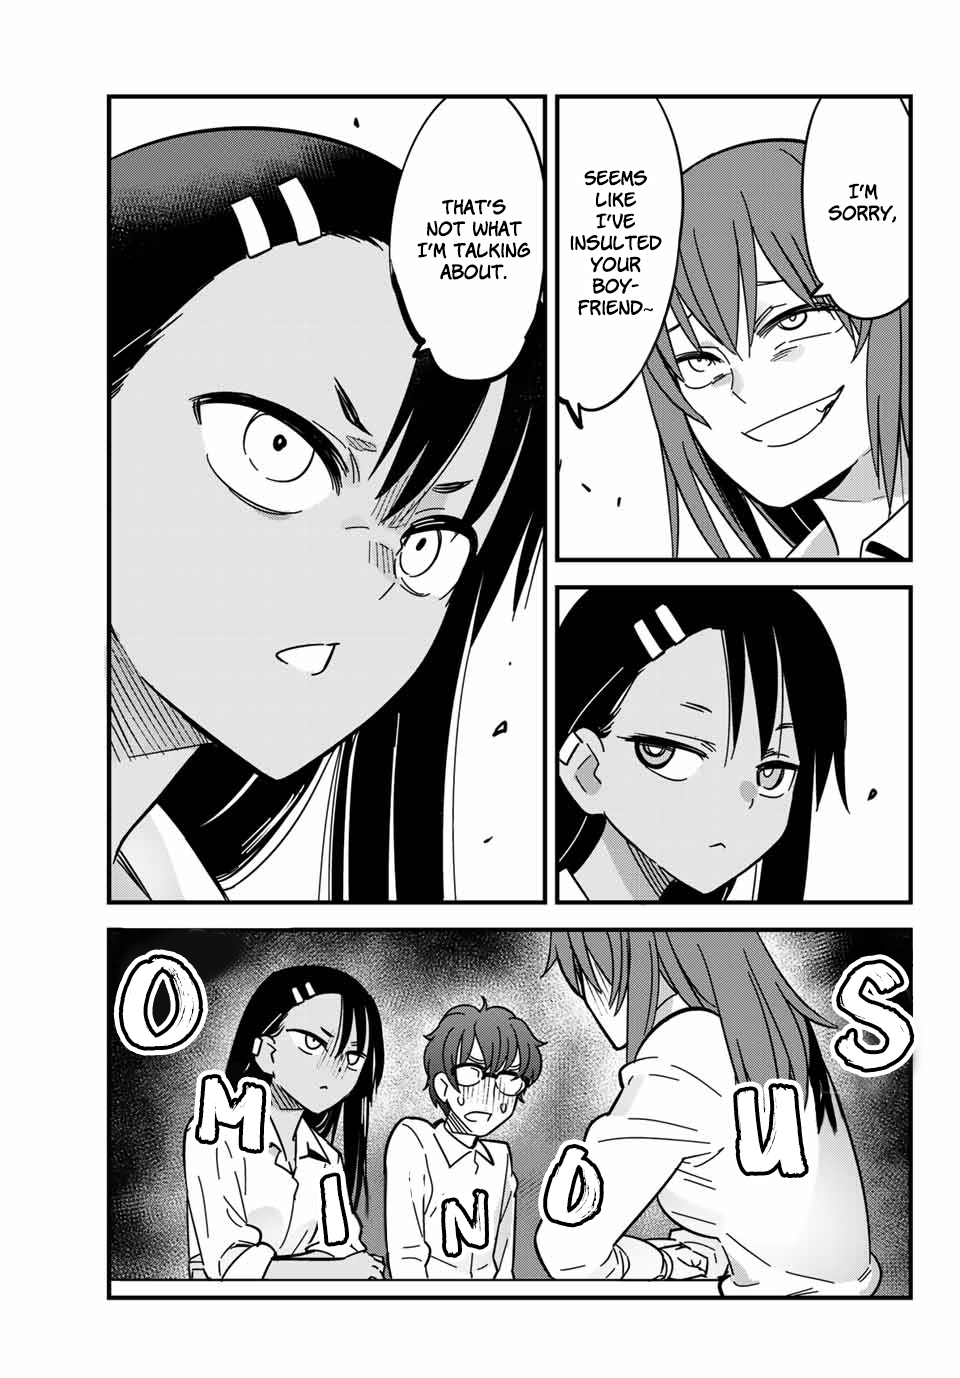 I'M
SORRY,
SEEMS
LIKE
I'VE
INSULTED
YOUR
BOY-
FRIEND~
THAT'S
NOT WHAT
I'M TALKING
ABOUT.
OMINOUS